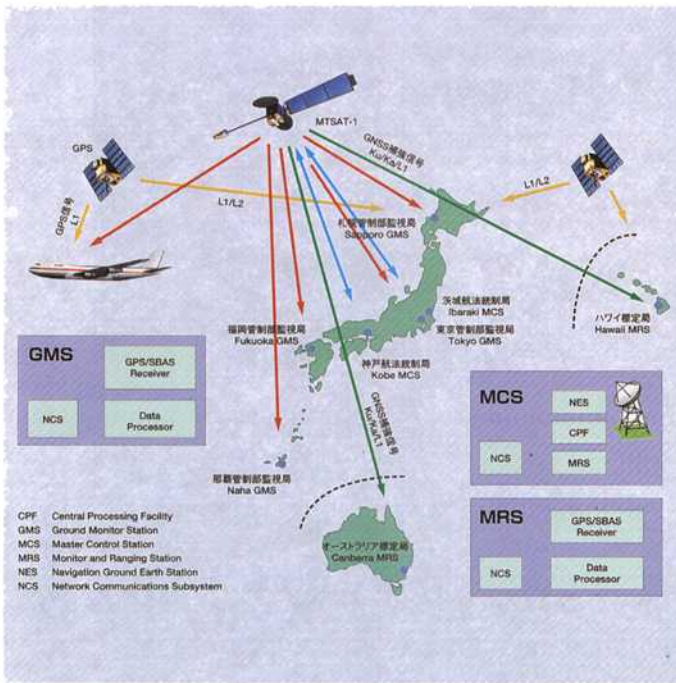 MTSAT-1
GPS
GNSS補強信号
Ku/Ka/L1
L1/L2
L1/L2
GPS信号
L1
札幌管制部監視局
Sapporo GMS
茨城航法統制局
Ibaraki MCS
ハワイ標定局
Hawaii MRS
福岡管制部監視局
Fukuoka GMS
東京管制部監視局
Tokyo GMS
神戸航法統制局
Kobe MCS
GMS
GPS/SBAS
Receiver
NCS
Data
Processor
GNSS補強信号
Ku/Ka/L1
MCS
NES
CPF
NCS
MRS
那覇管制部監視局
Naha GMS
MRS
GPS/SBAS
Receiver
NCS
Data
Processor
オーストラリア標定局
Canberra MRS
CPF Central Processing Facility
GMS Ground Monitor Station
MCS Master Control Station
MRS Monitor and Ranging Station
NES Navigation Ground Earth Station
NCS Network Communications Subsystem